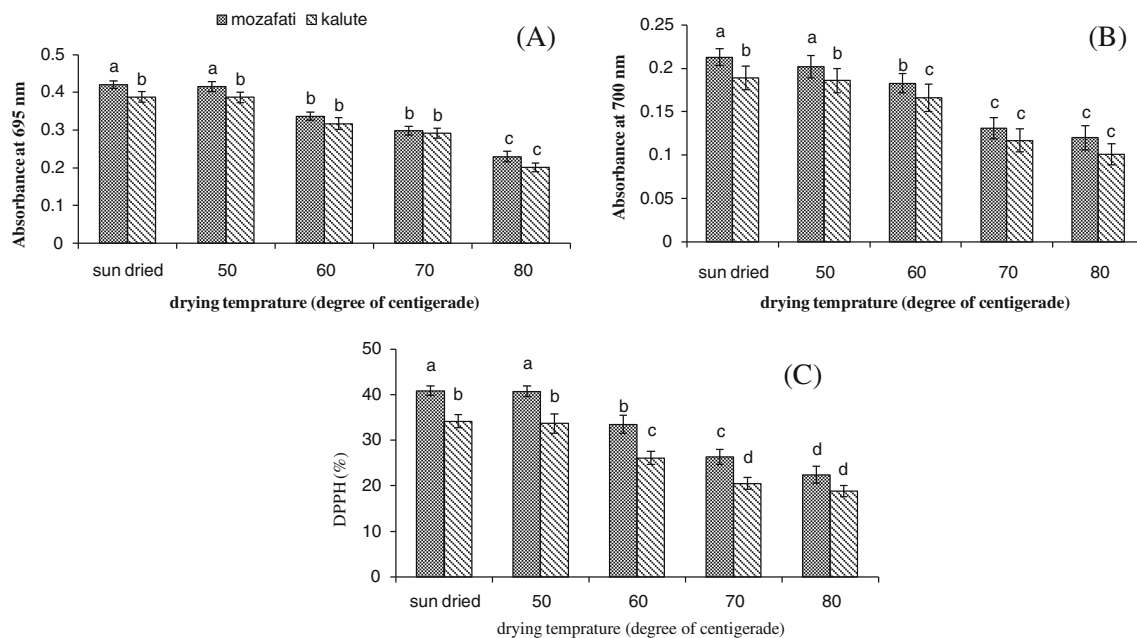 mozafati kalute
(A)
Absorbance at 695 nm
0.5
0.4
0.3
0.2
0.1
0
a b a b b b b b c c
sun dried 50 60 70 80
drying temprature (degree of centigerade)
(B)
Absorbance at 700 nm
0.25
0.2
0.15
0.1
0.05
0
a b a b b c c c c c
sun dried 50 60 70 80
drying temprature (degree of centigerade)
(C)
DPPH (%)
50
40
30
20
10
0
a b a b b c c d d d
sun dried 50 60 70 80
drying temprature (degree of centigerade)